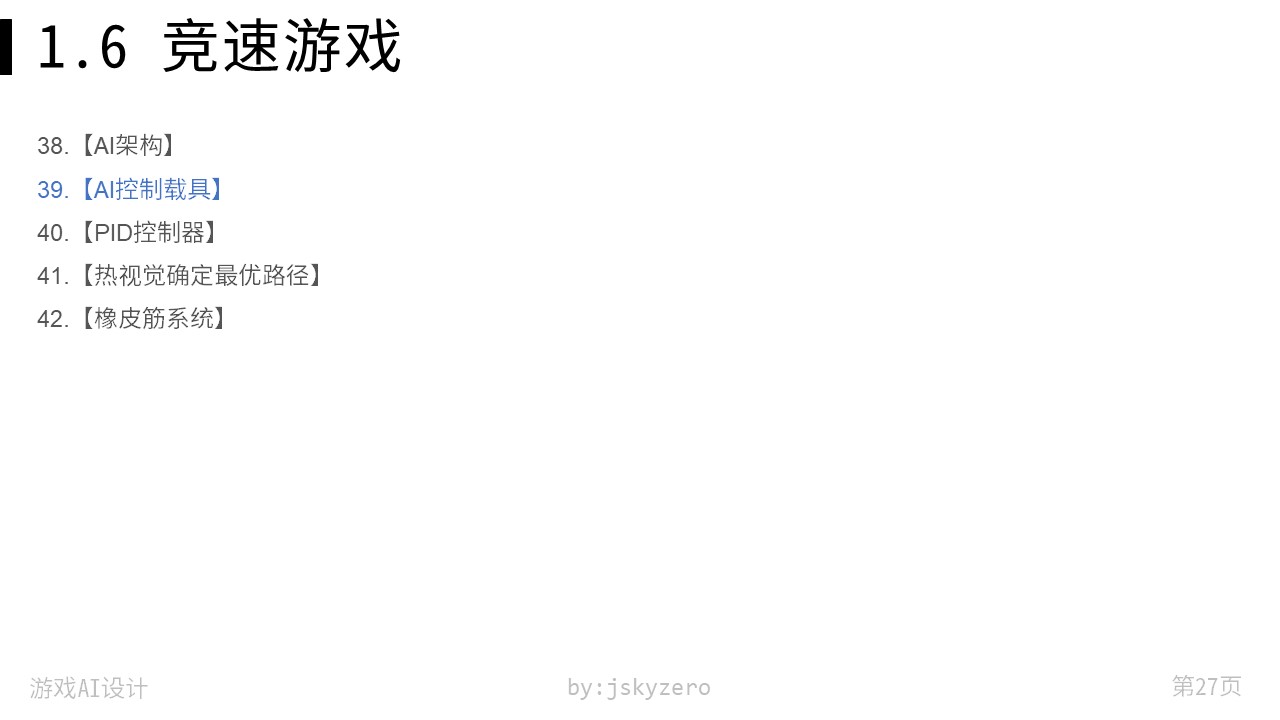 1.6 竞速游戏
38.【AI架构】
39.【AI控制载具】
40.【PID控制器】
41.【热视觉确定最优路径】
42.【橡皮筋系统】
游戏AI设计
by:jskyzero
第27页